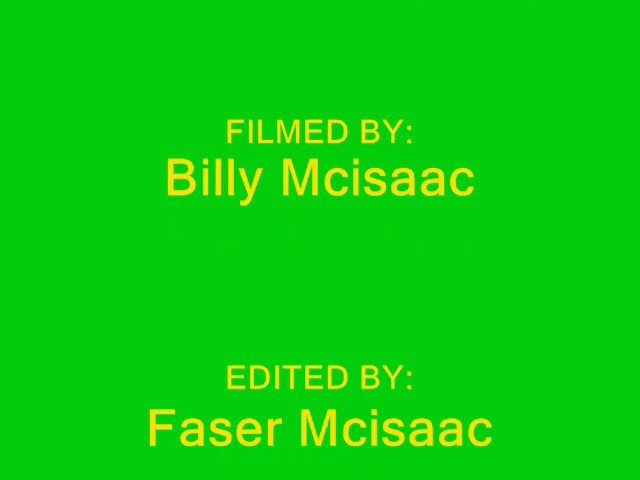 FILMED BY:
Billy Mcisaac
EDITED BY:
Faser Mcisaac